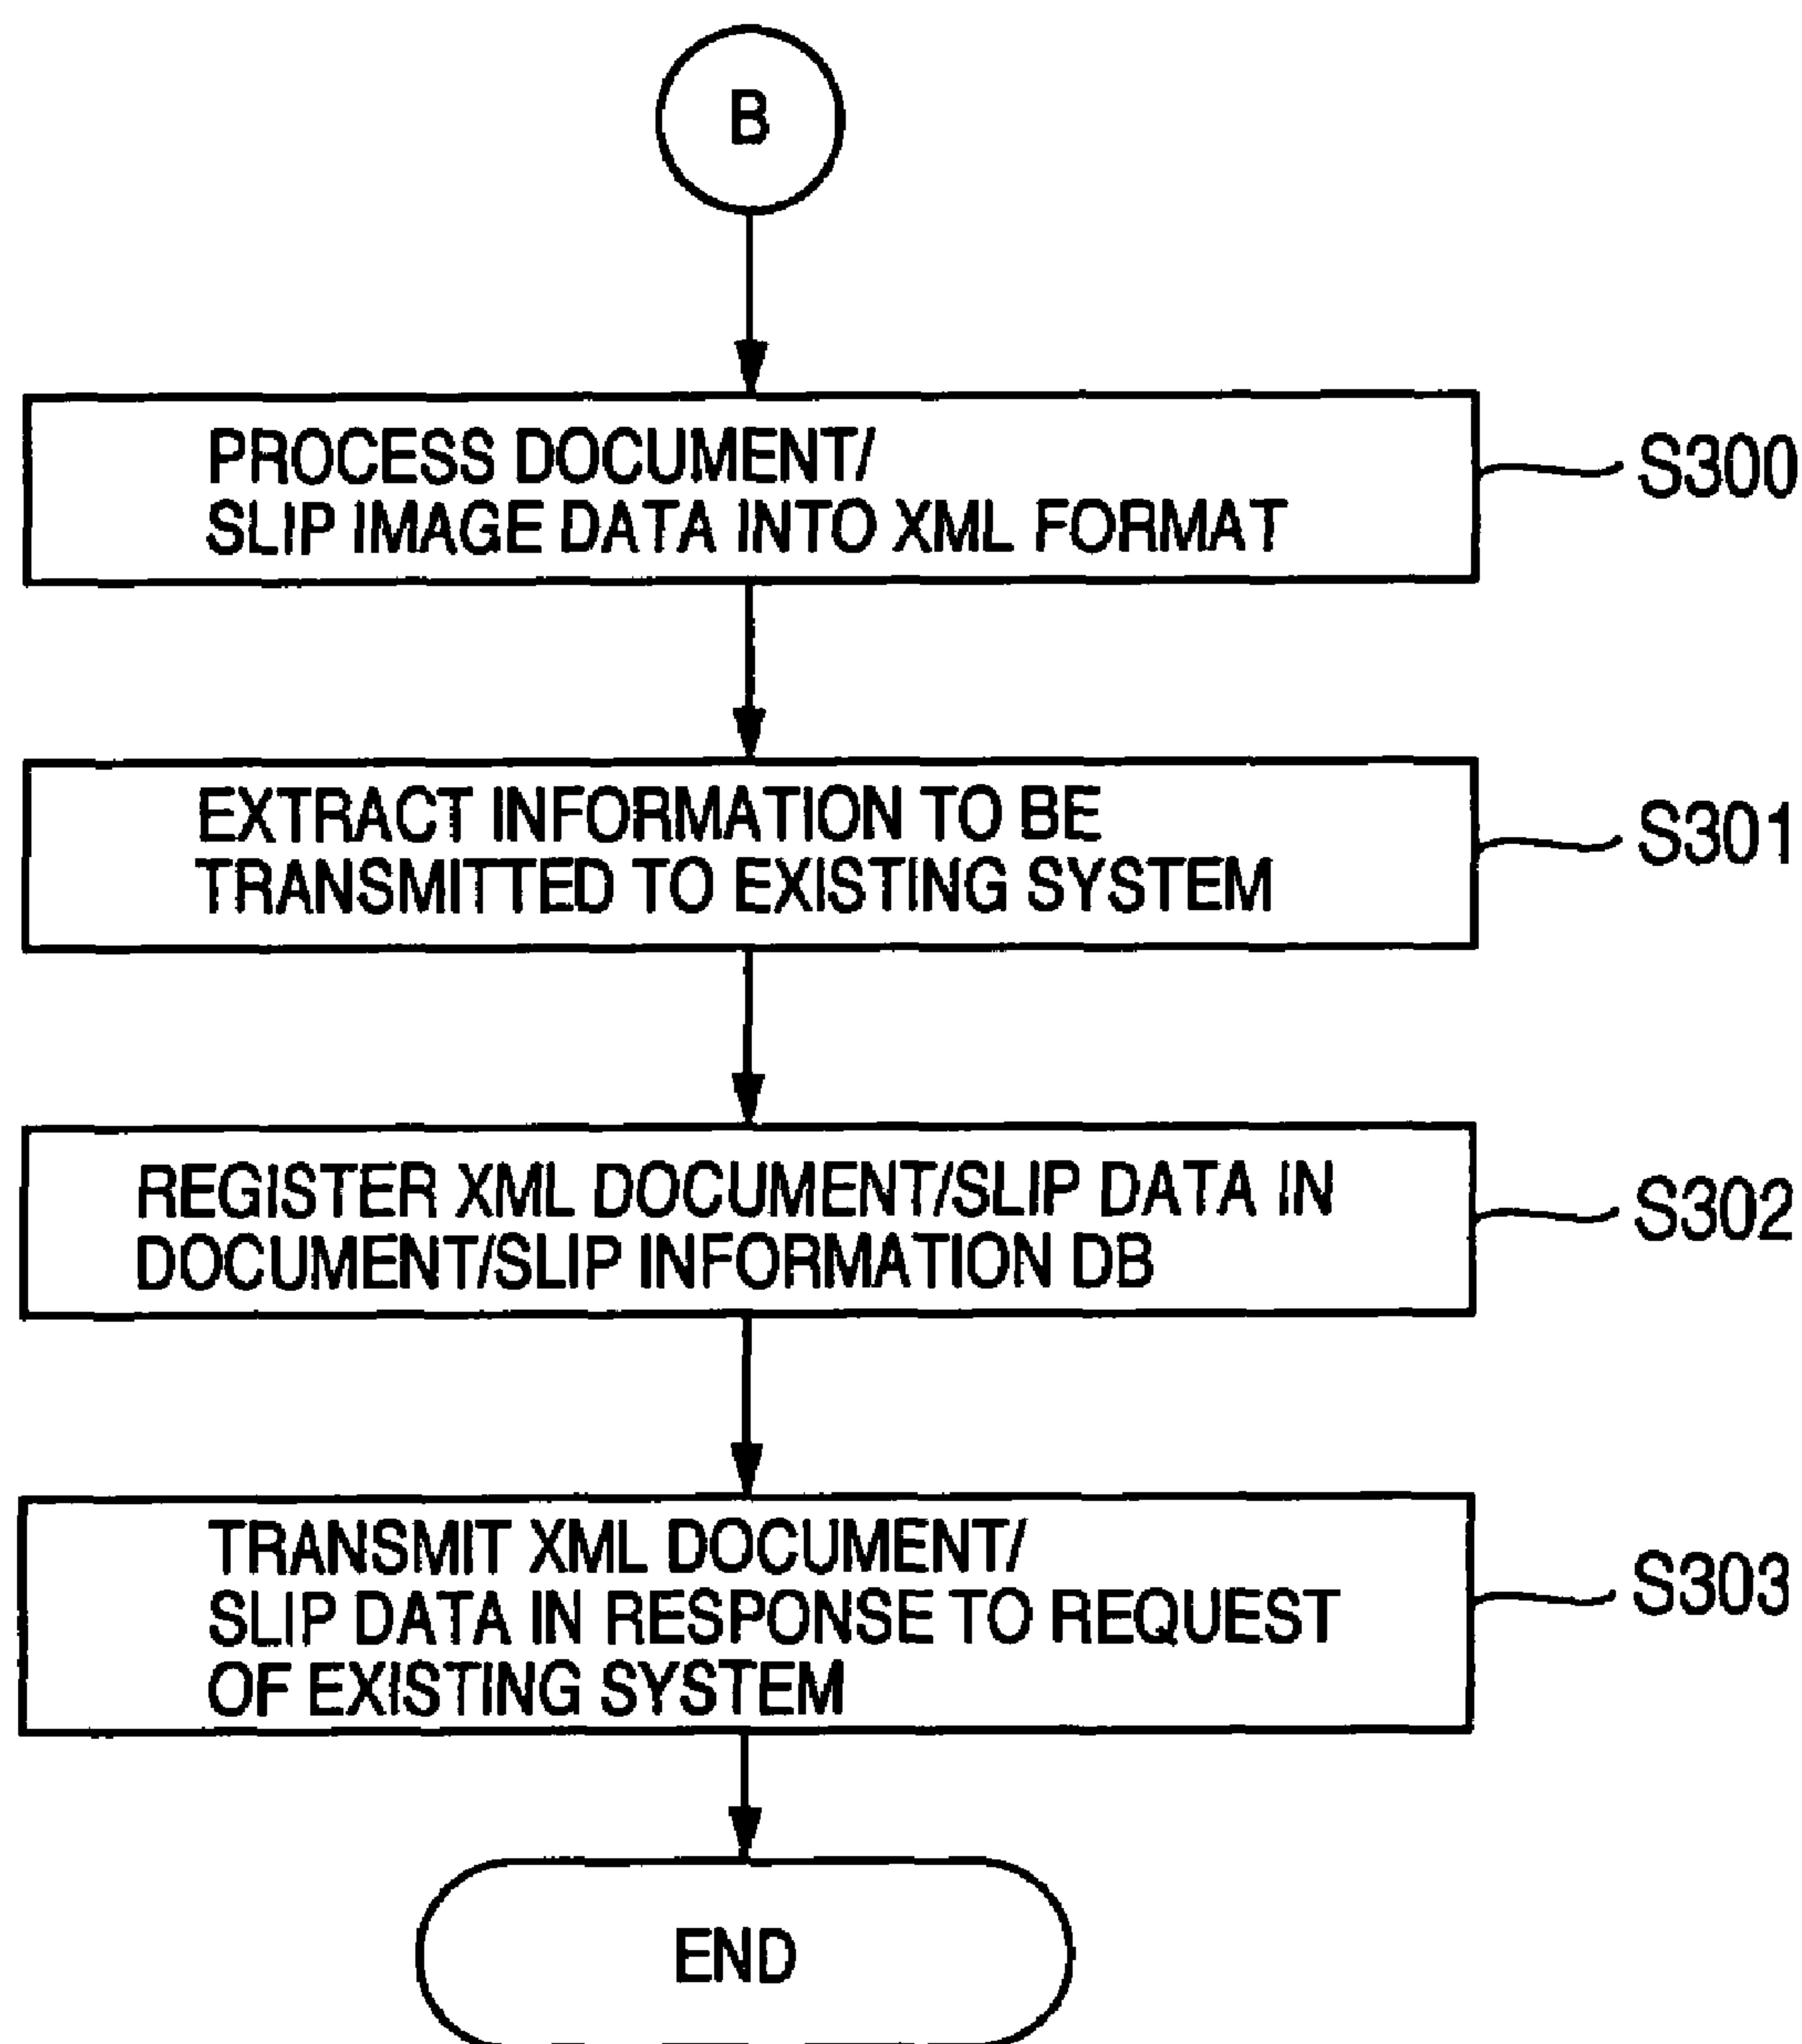 B
PROCESS DOCUMENT/
SLIP IMAGE DATA INTO XML FORMAT
S300
EXTRACT INFORMATION TO BE
TRANSMITTED TO EXISTING SYSTEM
S301
REGISTER XML DOCUMENT/SLIP DATA IN
DOCUMENT/SLIP INFORMATION DB
S302
TRANSMIT XML DOCUMENT/
SLIP DATA IN RESPONSE TO REQUEST
OF EXISTING SYSTEM
S303
END